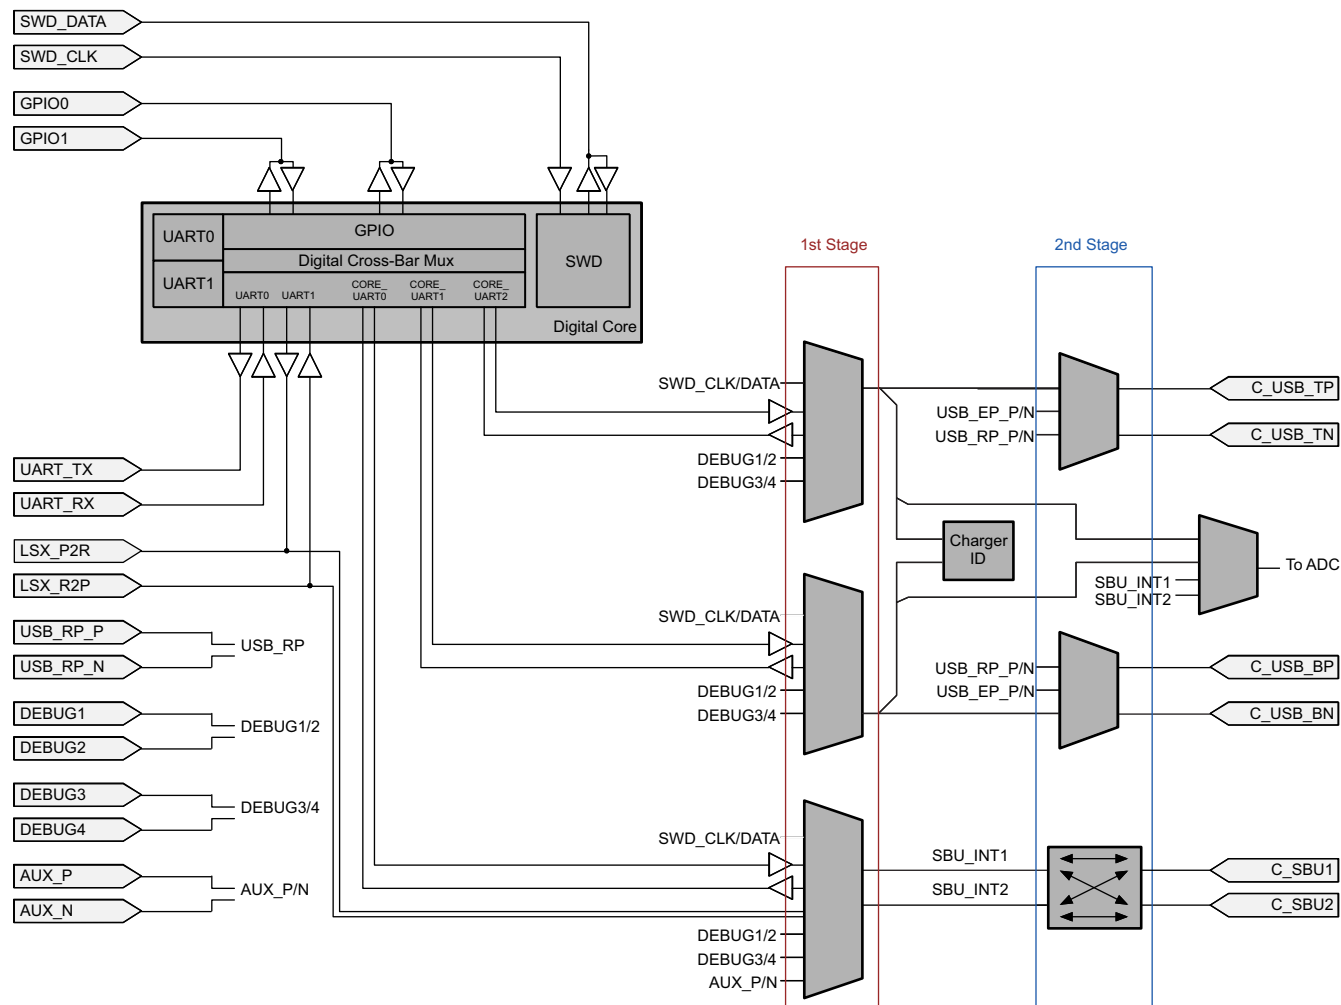 SWD_DATA
SWD_CLK
GPIO0
GPIO1
UART0
GPIO
UART1
Digital Cross-Bar Mux
UART0
UART1
CORE_
UART0
CORE_
UART1
CORE_
UART2
SWD
Digital Core
1st Stage
2nd Stage
SWD_CLK/DATA
DEBUG1/2
DEBUG3/4
USB_EP_P/N
USB_RP_P/N
C_USB_TP
C_USB_TN
UART_TX
UART_RX
LSX_P2R
LSX_R2P
Charger
ID
SBU_INT1
SBU_INT2
To ADC
USB_RP_P
USB_RP_N
USB_RP
SWD_CLK/DATA
DEBUG1/2
DEBUG3/4
USB_RP_P/N
USB_EP_P/N
C_USB_BP
C_USB_BN
DEBUG1
DEBUG2
DEBUG1/2
DEBUG3
DEBUG4
DEBUG3/4
AUX_P
AUX_N
AUX_P/N
SWD_CLK/DATA
DEBUG1/2
DEBUG3/4
AUX_P/N
SBU_INT1
SBU_INT2
C_SBU1
C_SBU2